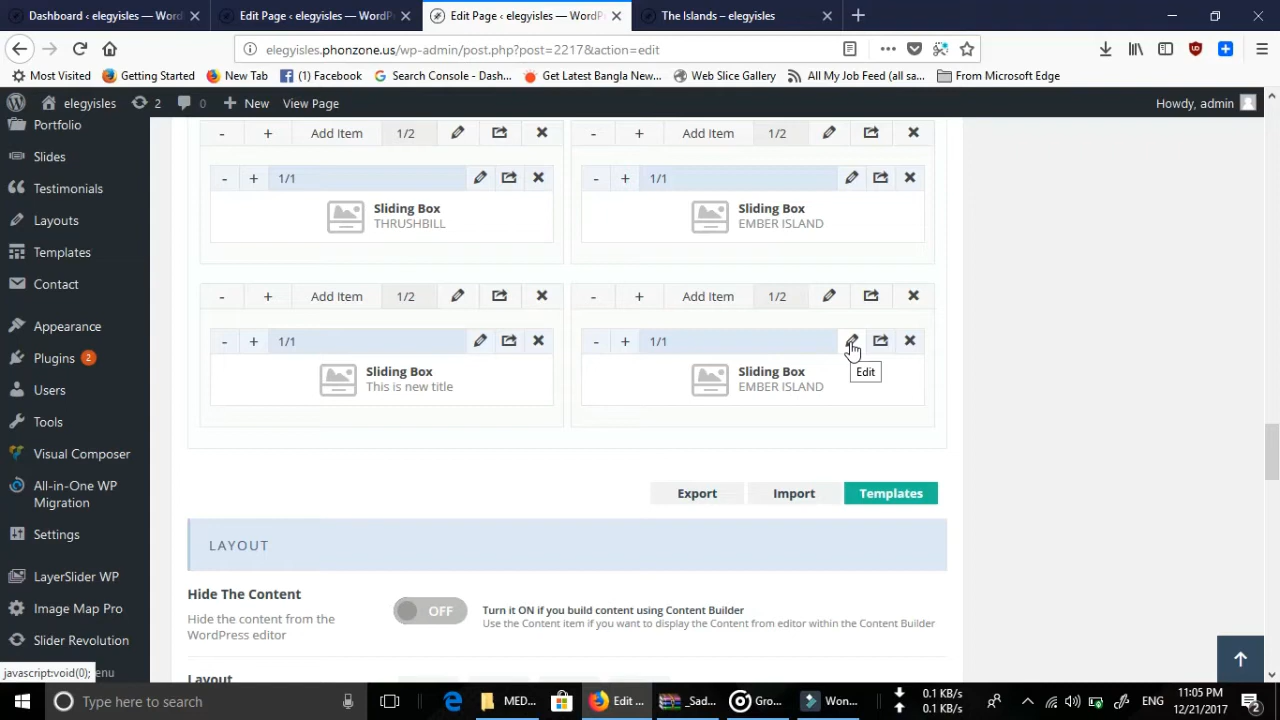 Dashboard ‹ elegyisles — Word
Edit Page ‹ elegyisles — WordP
Edit Page ‹ elegyisles — WordP
The Islands – elegyisles
elegyisles.phonzone.us/wp-admin/post.php?post=2217&action=edit
Most Visited
Getting Started
New Tab
(1) Facebook
Search Console - Dash...
Get Latest Bangla New...
Web Slice Gallery
All My Job Feed (all sa...
From Microsoft Edge
elegyisles
2
0
New
View Page
Howdy, admin
Portfolio
Slides
Testimonials
Layouts
Templates
Contact
Appearance
Plugins 2
Users
Tools
Visual Composer
All-in-One WP
Migration
Settings
LayerSlider WP
Image Map Pro
Slider Revolution
javascript:void(0); enu
- + Add Item 1/2
- + Add Item 1/2
- + 1/1
- + 1/1
Sliding Box
THRUSHBILL
Sliding Box
EMBER ISLAND
- + Add Item 1/2
- + Add Item 1/2
- + 1/1
- + 1/1
Sliding Box
This is new title
Sliding Box
EMBER ISLAND
Edit
Export
Import
Templates
LAYOUT
Hide The Content
Hide the content from the
WordPress editor
OFF
Turn it ON if you build content using Content Builder
Use the Content item if you want to display the Content from editor within the Content Builder
Layout
Type here to search
MED...
Edit ...
_Sad...
Gro...
Won...
0.1 KB/s
0.1 KB/s
ENG
11:05 PM
12/21/2017
2